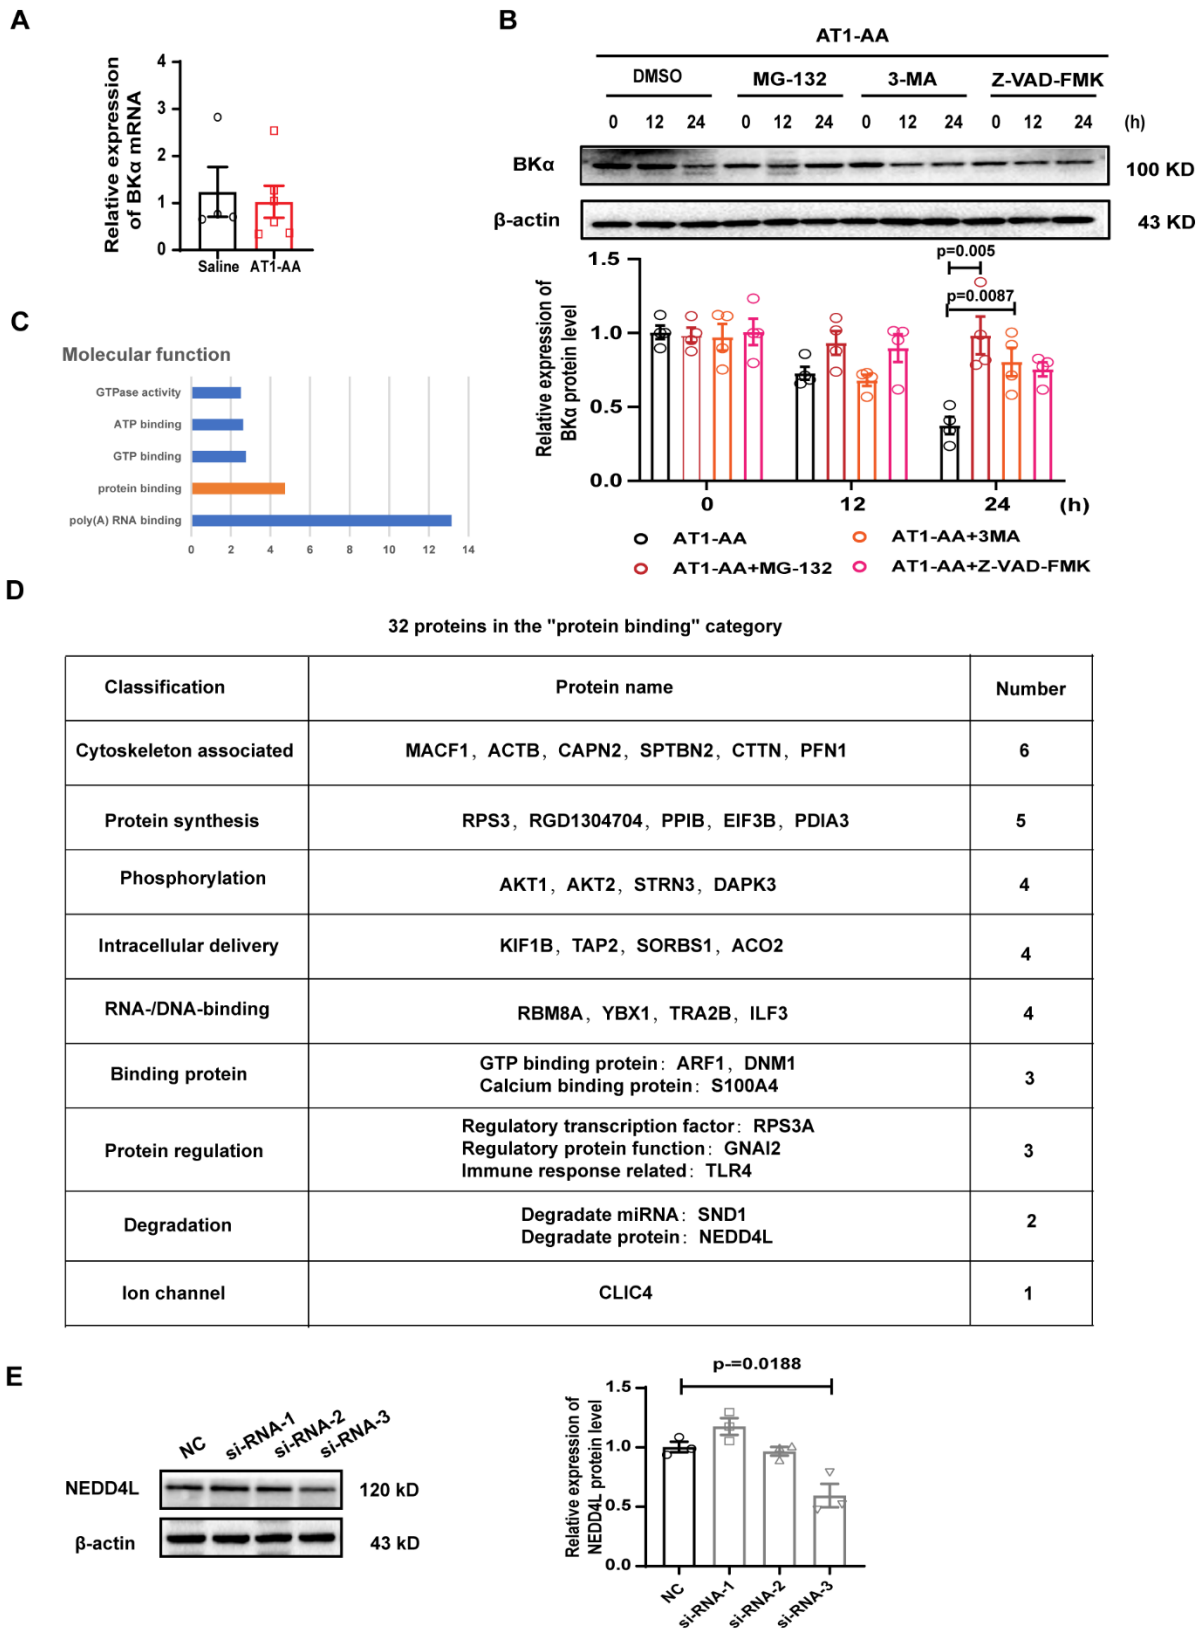 A
Relative expression
of BKα mRNA
4
3
2
1
0
Saline AT1-AA
B
AT1-AA
DMSO MG-132 3-MA Z-VAD-FMK
0 12 24 0 12 24 0 12 24 0 12 24 (h)
BKα 100 KD
β-actin 43 KD
Relative expression of
BKα protein level
1.5
1.0
0.5
0.0
p=0.005
p=0.0087
0 12 24 (h)
AT1-AA AT1-AA+3MA
AT1-AA+MG-132 AT1-AA+Z-VAD-FMK
C
Molecular function
GTPase activity
ATP binding
GTP binding
protein binding
poly(A) RNA binding
0 2 4 6 8 10 12 14
D
32 proteins in the "protein binding" category
Classification Protein name Number
Cytoskeleton associated MACF1, ACTB, CAPN2, SPTBN2, CTTN, PFN1 6
Protein synthesis RPS3, RGD1304704, PPIB, EIF3B, PDIA3 5
Phosphorylation AKT1, AKT2, STRN3, DAPK3 4
Intracellular delivery KIF1B, TAP2, SORBS1, ACO2 4
RNA-/DNA-binding RBM8A, YBX1, TRA2B, ILF3 4
Binding protein GTP binding protein: ARF1, DNM1 3
Calcium binding protein: S100A4
Protein regulation Regulatory transcription factor: RPS3A 3
Regulatory protein function: GNAI2
Immune response related: TLR4
Degradation Degradate miRNA: SND1 2
Degradate protein: NEDD4L
Ion channel CLIC4 1
E
NC si-RNA-1 si-RNA-2 si-RNA-3
NEDD4L 120 kD
β-actin 43 kD
Relative expression of
NEDD4L protein level
p-=0.0188
1.5
1.0
0.5
0.0
NC si-RNA-1 si-RNA-2 si-RNA-3